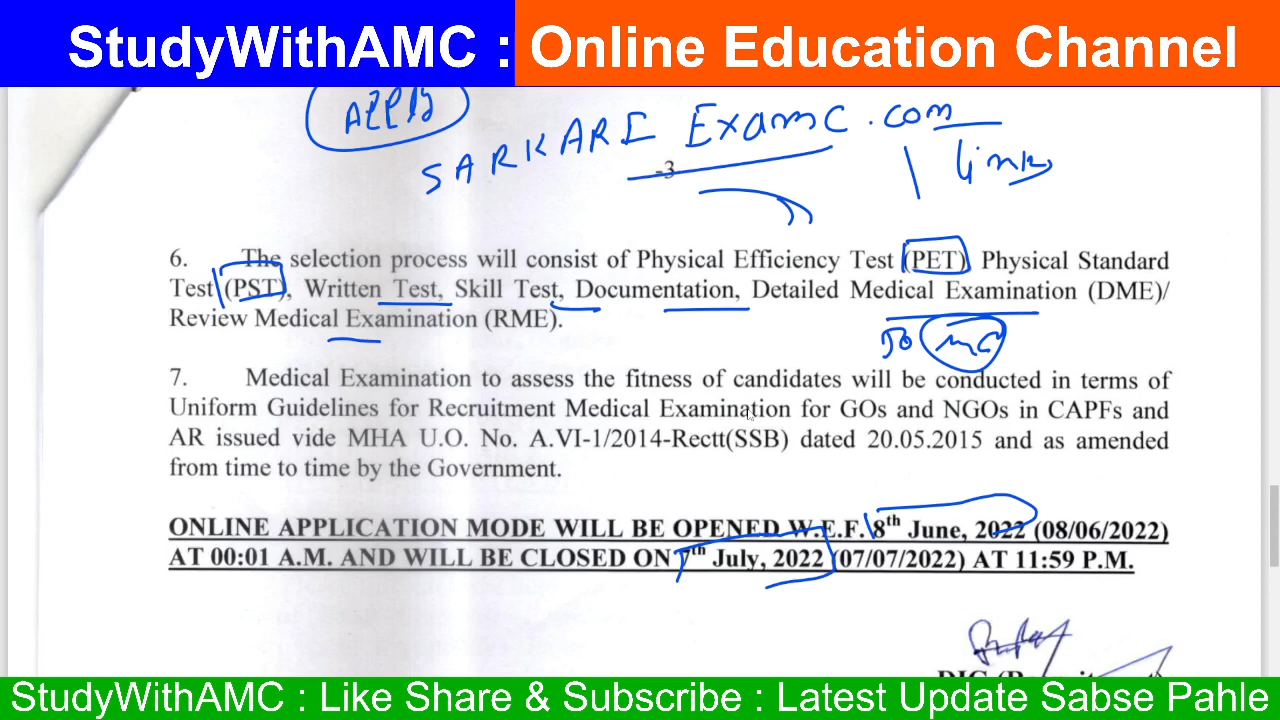 StudyWithAMC : Online Education Channel
APPLY
SARKARI ExamC.com
-3
link
6. The selection process will consist of Physical Efficiency Test (PET) Physical Standard
Test (PST), Written Test, Skill Test, Documentation, Detailed Medical Examination (DME)/
Review Medical Examination (RME).
7. Medical Examination to assess the fitness of candidates will be conducted in terms of
Uniform Guidelines for Recruitment Medical Examination for GOs and NGOs in CAPFs and
AR issued vide MHA U.O. No. A.VI-1/2014-Rectt(SSB) dated 20.05.2015 and as amended
from time to time by the Government.
ONLINE APPLICATION MODE WILL BE OPENED W.E.F. 8th June, 2022 (08/06/2022)
AT 00:01 A.M. AND WILL BE CLOSED ON 7th July, 2022 (07/07/2022) AT 11:59 P.M.
StudyWithAMC : Like Share & Subscribe : Latest Update Sabse Pahle